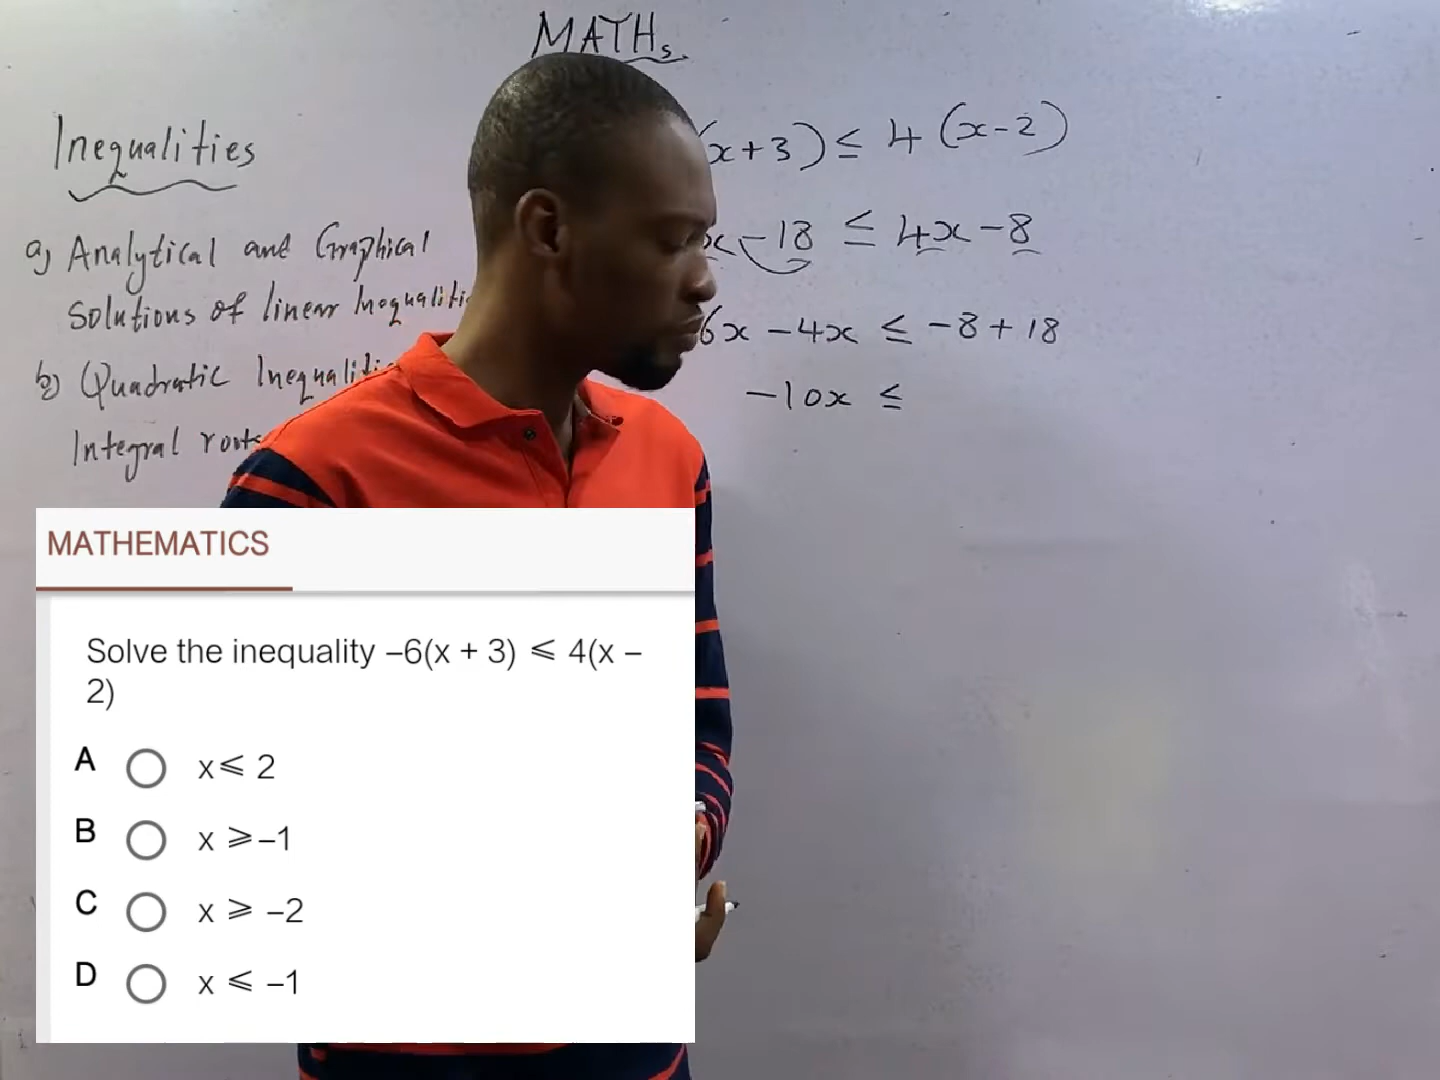 MATHs
Inequalities
a) Analytical and Graphical
Solutions of linear
b) Quadratic
Integral roots
x+3) ≤ 4(x-2)
x-18 ≤ 4x-8
6x -4x ≤ -8+18
-10x ≤
MATHEMATICS
Solve the inequality –6(x + 3) ⩽ 4(x –
2)
A x⩽ 2
B x ⩾–1
C x ⩾ –2
D x ⩽ –1